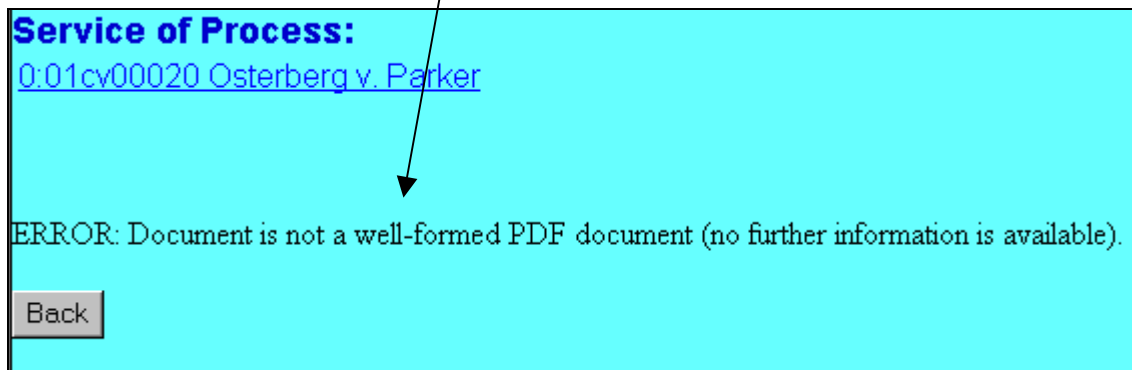 Service of Process:
0:01cv00020 Osterberg v. Parker
ERROR: Document is not a well-formed PDF document (no further information is available).
Back